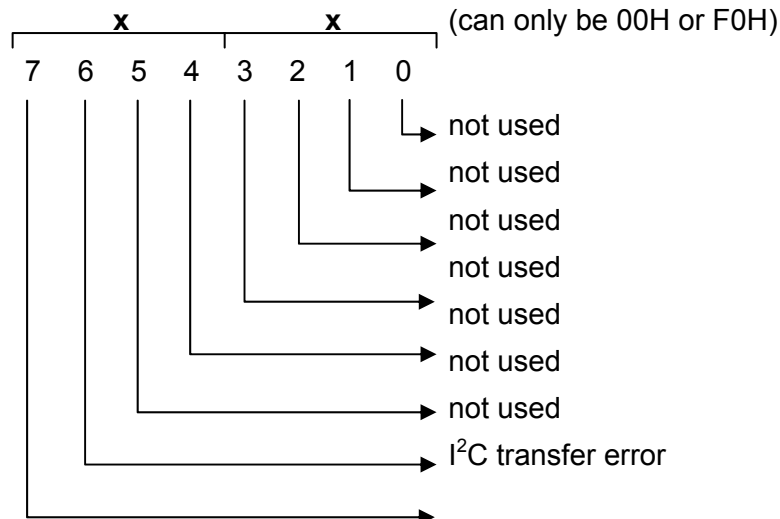 x x (can only be 00H or F0H)
7 6 5 4 3 2 1 0
not used
not used
not used
not used
not used
not used
not used
I²C transfer error